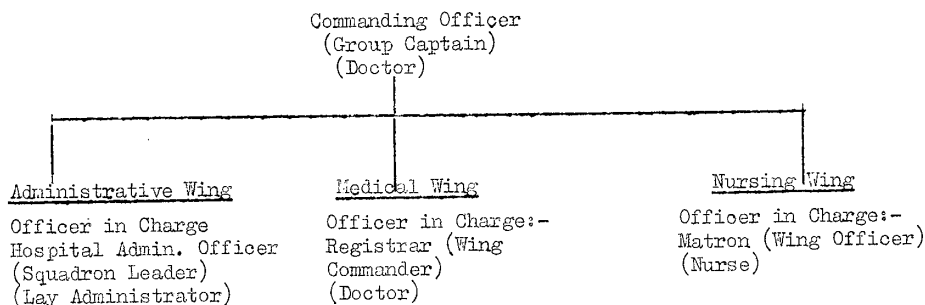 Commanding Officer
(Group Captain)
(Doctor)
Administrative Wing
Officer in Charge
Hospital Admin. Officer
(Squadron Leader)
(Lay Administrator)
Medical Wing
Officer in Charge:-
Registrar (Wing
Commander)
(Doctor)
Nursing Wing
Officer in Charge:-
Matron (Wing Officer)
(Nurse)